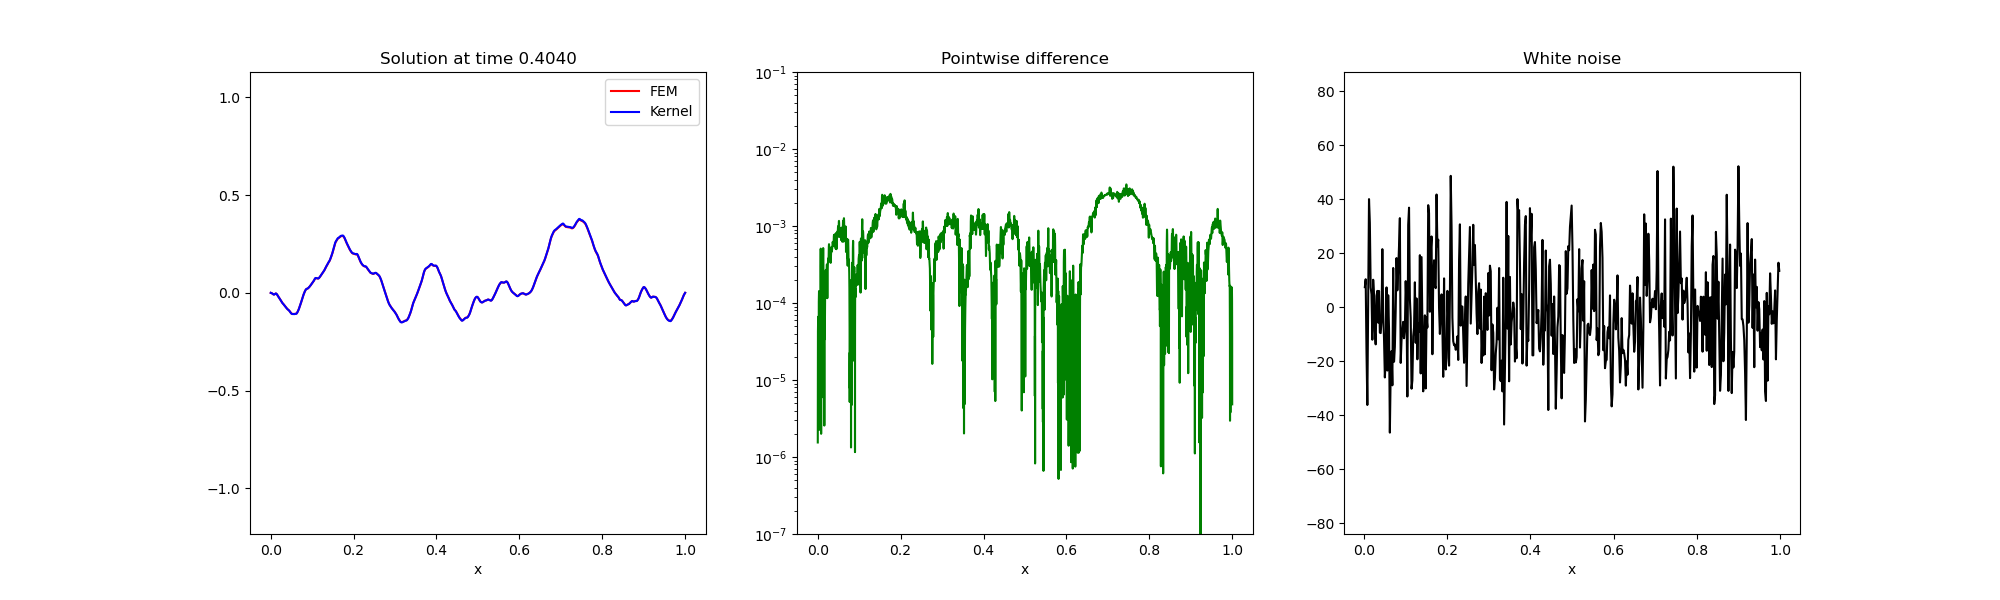 Solution at time 0.4040
1.0
0.5
0.0
−0.5
−1.0
0.0 0.2 0.4 0.6 0.8 1.0
x
FEM
Kernel
Pointwise difference
10⁻¹
10⁻²
10⁻³
10⁻⁴
10⁻⁵
10⁻⁶
10⁻⁷
0.0 0.2 0.4 0.6 0.8 1.0
x
White noise
80
60
40
20
0
−20
−40
−60
−80
0.0 0.2 0.4 0.6 0.8 1.0
x